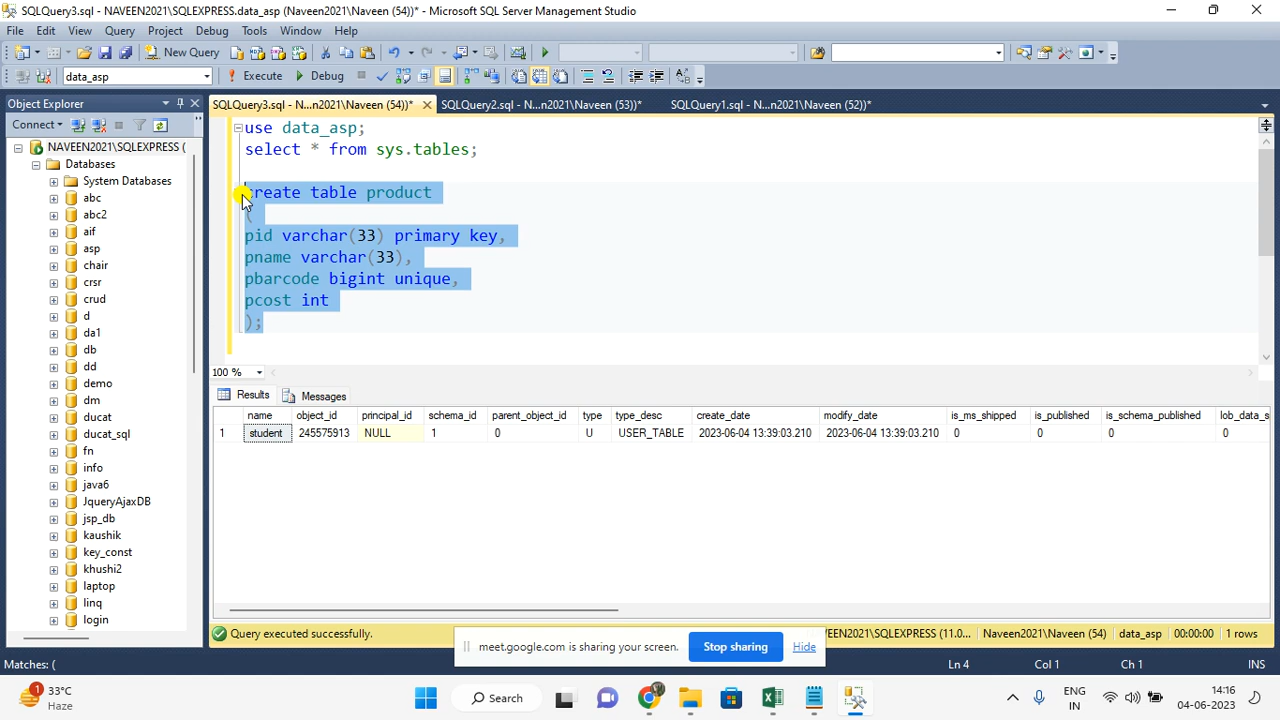 SQLQuery3.sql - NAVEEN2021\SQLEXPRESS.data_asp (Naveen2021\Naveen (54))* - Microsoft SQL Server Management Studio
File Edit View Query Project Debug Tools Window Help
New Query
data_asp Execute Debug
Object Explorer
SQLQuery3.sql - N...n2021\Naveen (54))* SQLQuery2.sql - N...n2021\Naveen (53))* SQLQuery1.sql - N...n2021\Naveen (52))*
Connect
NAVEEN2021\SQLEXPRESS (
Databases
System Databases
abc
abc2
aif
asp
chair
crsr
crud
d
da1
db
dd
demo
dm
ducat
ducat_sql
fn
info
java6
JqueryAjaxDB
jsp_db
kaushik
key_const
khushi2
laptop
linq
login
use data_asp;
select * from sys.tables;
create table product
(
pid varchar(33) primary key,
pname varchar(33),
pbarcode bigint unique,
pcost int
);
100 %
Results Messages
name object_id principal_id schema_id parent_object_id type type_desc create_date modify_date is_ms_shipped is_published is_schema_published lob_data_s
1 student 245575913 NULL 1 0 U USER_TABLE 2023-06-04 13:39:03.210 2023-06-04 13:39:03.210 0 0 0 0
Query executed successfully. EEN2021\SQLEXPRESS (11.0... Naveen2021\Naveen (54) data_asp 00:00:00 1 rows
meet.google.com is sharing your screen. Stop sharing Hide
Matches: ( Ln 4 Col 1 Ch 1 INS
1 33°C
Haze
Search
ENG
IN
14:16
04-06-2023